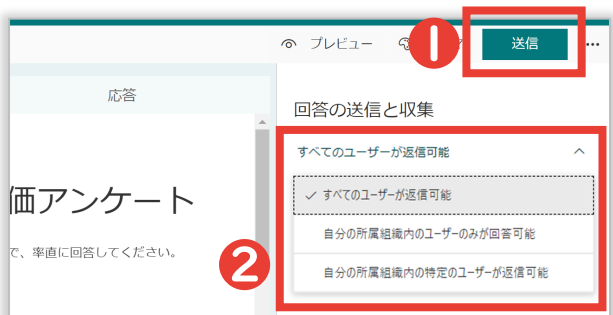 プレビュー
送信
1
応答
回答の送信と収集
すべてのユーザーが返信可能
すべてのユーザーが返信可能
自分の所属組織内のユーザーのみが回答可能
自分の所属組織内の特定のユーザーが返信可能
2
価アンケート
で、率直に回答してください。